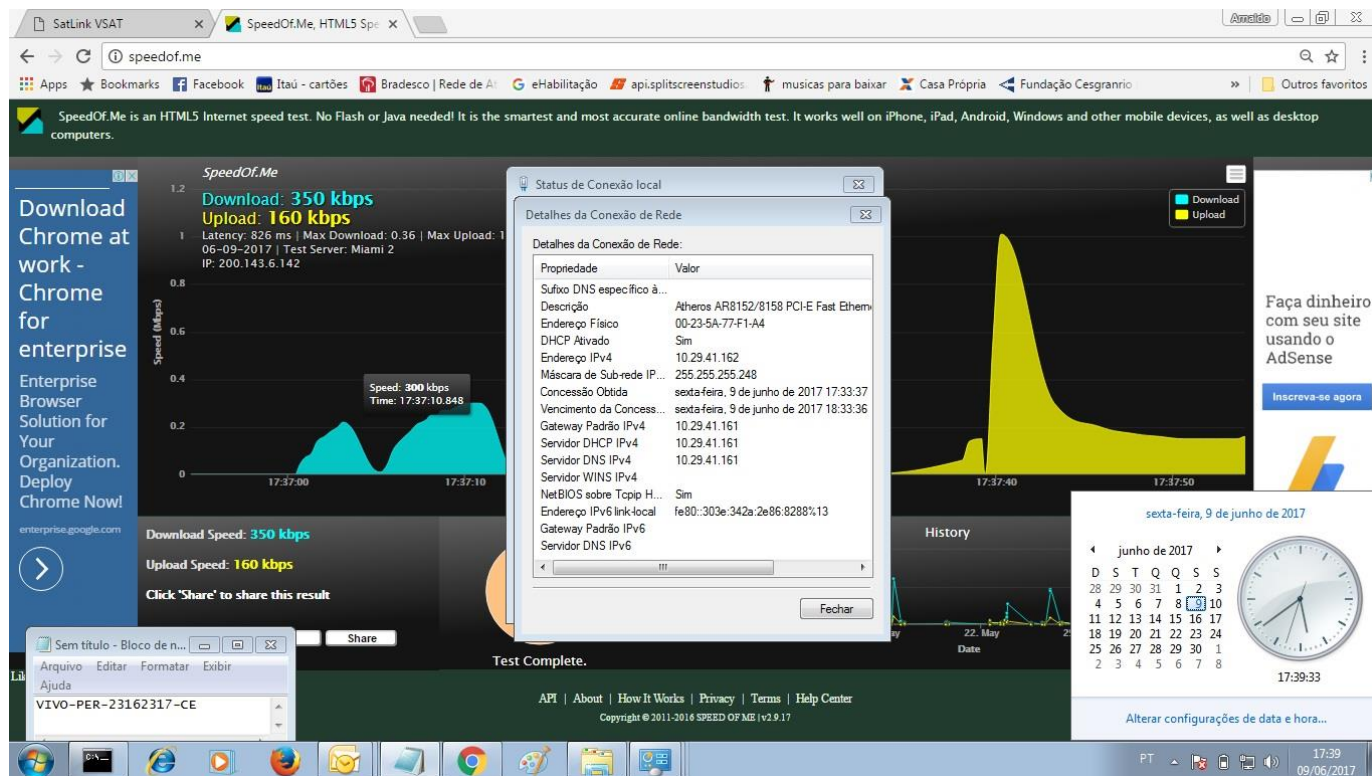 SatLink VSAT
SpeedOf.Me, HTML5 Spe
Arnaldo
speedof.me
Apps Bookmarks Facebook Itaú - cartões Bradesco | Rede de A eHabilitação api.splitscreenstudios. musicas para baixar Casa Própria Fundação Cesgranrio » Outros favoritos
SpeedOf.Me is an HTML5 Internet speed test. No Flash or Java needed! It is the smartest and most accurate online bandwidth test. It works well on iPhone, iPad, Android, Windows and other mobile devices, as well as desktop
computers.
Download
Chrome at
work -
Chrome
for
enterprise
Enterprise
Browser
Solution for
Your
Organization.
Deploy
Chrome Now!
enterprise.google.com
SpeedOf.Me
Download: 350 kbps
Upload: 160 kbps
Latency: 826 ms | Max Download: 0.36 | Max Upload: 1
06-09-2017 | Test Server: Miami 2
IP: 200.143.6.142
Speed (Mbps)
1.2
1
0.8
0.6
0.4
0.2
0
Speed: 300 kbps
Time: 17:37:10.848
17:37:00
17:37:10
17:37:40
17:37:50
Download
Upload
Status de Conexão local
Detalhes da Conexão de Rede
Detalhes da Conexão de Rede:
Propriedade Valor
Sufixo DNS específico à...
Descrição Atheros AR8152/8158 PCI-E Fast Ethern
Endereço Físico 00-23-5A-77-F1-A4
DHCP Ativado Sim
Endereço IPv4 10.29.41.162
Máscara de Sub-rede IP... 255.255.255.248
Concessão Obtida sexta-feira, 9 de junho de 2017 17:33:37
Vencimento da Concess... sexta-feira, 9 de junho de 2017 18:33:36
Gateway Padrão IPv4 10.29.41.161
Servidor DHCP IPv4 10.29.41.161
Servidor DNS IPv4 10.29.41.161
Servidor WINS IPv4
NetBIOS sobre Tcpip H... Sim
Endereço IPv6 link-local fe80::303e:342a:2e86:8288%13
Gateway Padrão IPv6
Servidor DNS IPv6
Fechar
Faça dinheiro
com seu site
usando o
AdSense
Inscreva-se agora
Download Speed: 350 kbps
Upload Speed: 160 kbps
Click 'Share' to share this result
Share
Test Complete.
History
22. May
Date
API | About | How It Works | Privacy | Terms | Help Center
Copyright © 2011-2016 SPEED OF ME | v2.9.17
Sem título - Bloco de n...
Arquivo Editar Formatar Exibir
Ajuda
VIVO-PER-23162317-CE
sexta-feira, 9 de junho de 2017
junho de 2017
D S T Q Q S S
28 29 30 31 1 2 3
4 5 6 7 8 9 10
11 12 13 14 15 16 17
18 19 20 21 22 23 24
25 26 27 28 29 30 1
2 3 4 5 6 7 8
17:39:33
Alterar configurações de data e hora...
PT
17:39
09/06/2017